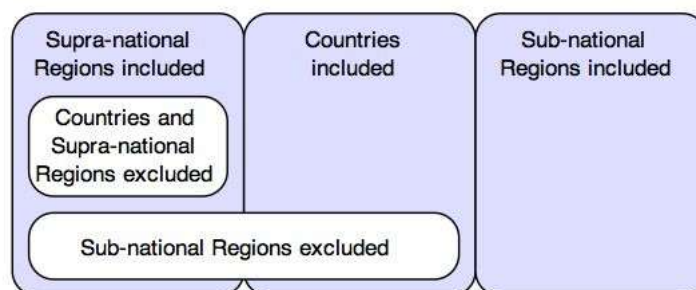 Supra-national
Regions included
Countries and
Supra-national
Regions excluded
Countries
included
Sub-national
Regions included
Sub-national Regions excluded